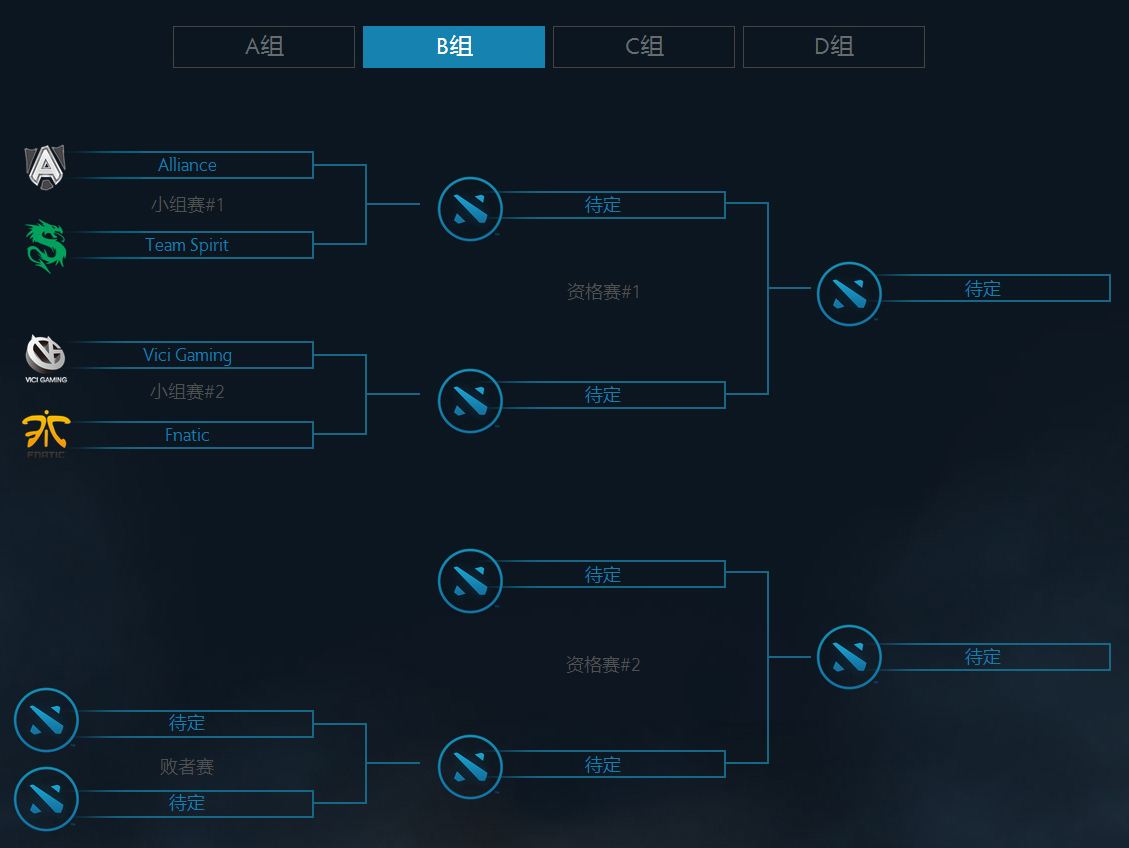 A组
B组
C组
D组
Alliance
小组赛#1
Team Spirit
待定
资格赛#1
待定
待定
Vici Gaming
VICI GAMING
小组赛#2
Fnatic
FNATIC
待定
资格赛#2
待定
待定
待定
败者赛
待定